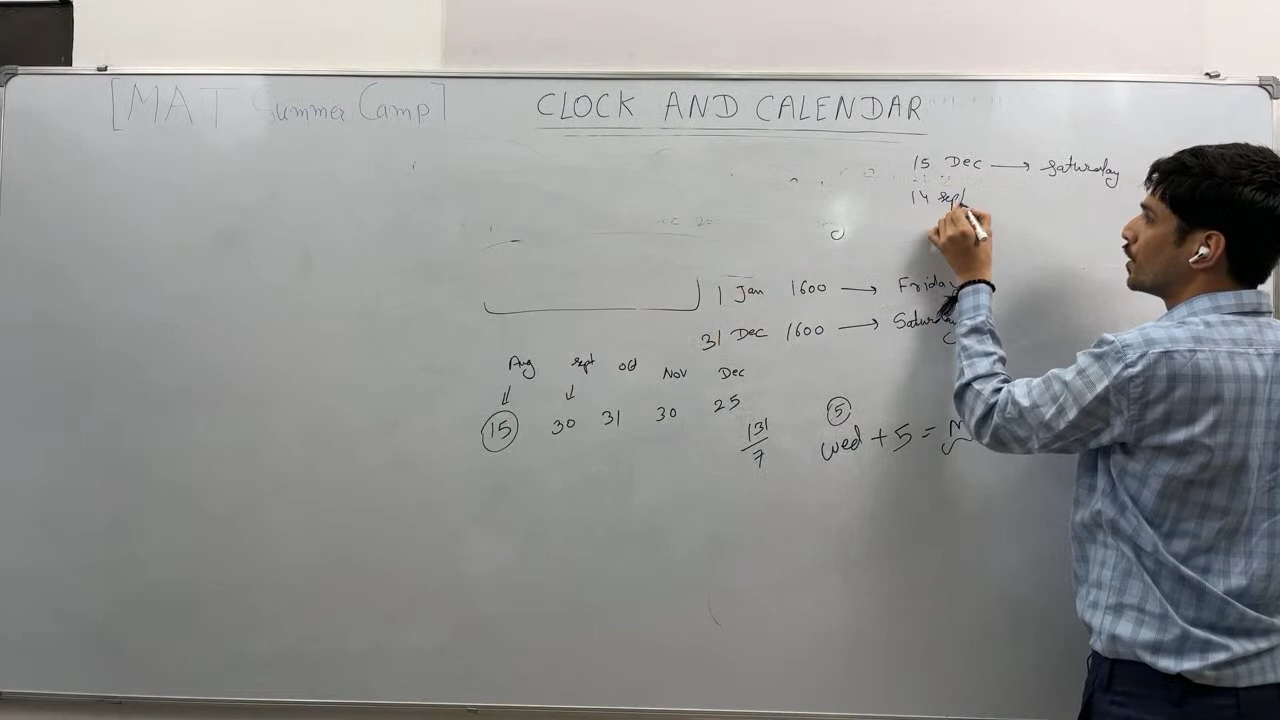 [MAT Summer Camp]
CLOCK AND CALENDAR
15 Dec → Saturday
14 sept
1 Jan 1600 → Friday
31 Dec 1600 → Saturday
Aug sept oct Nov Dec
15 30 31 30 25
131/7
5
wed + 5 = M